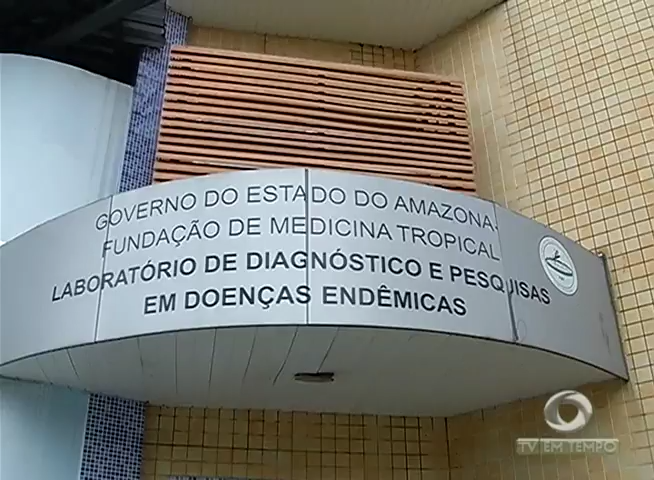 GOVERNO DO ESTADO DO AMAZONA
FUNDAÇÃO DE MEDICINA TROPICAL
LABORATÓRIO DE DIAGNÓSTICO E PESQUISAS
EM DOENÇAS ENDÊMICAS
TV EM TEMPO